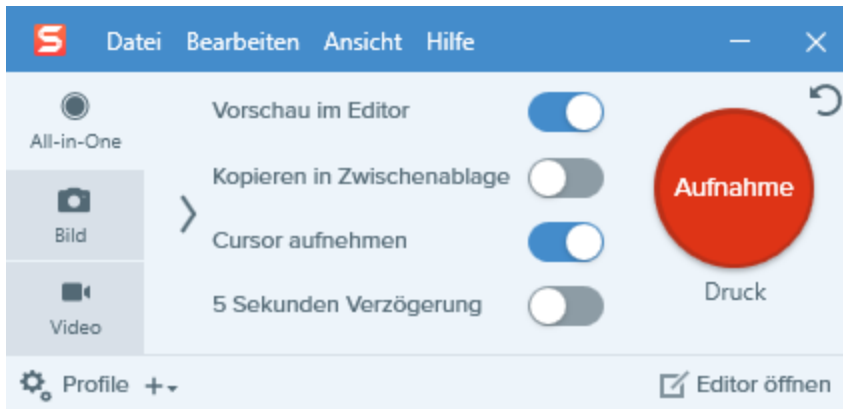 S
Datei Bearbeiten Ansicht Hilfe
All-in-One
Bild
Video
Vorschau im Editor
Kopieren in Zwischenablage
Cursor aufnehmen
5 Sekunden Verzögerung
Aufnahme
Druck
Profile
Editor öffnen